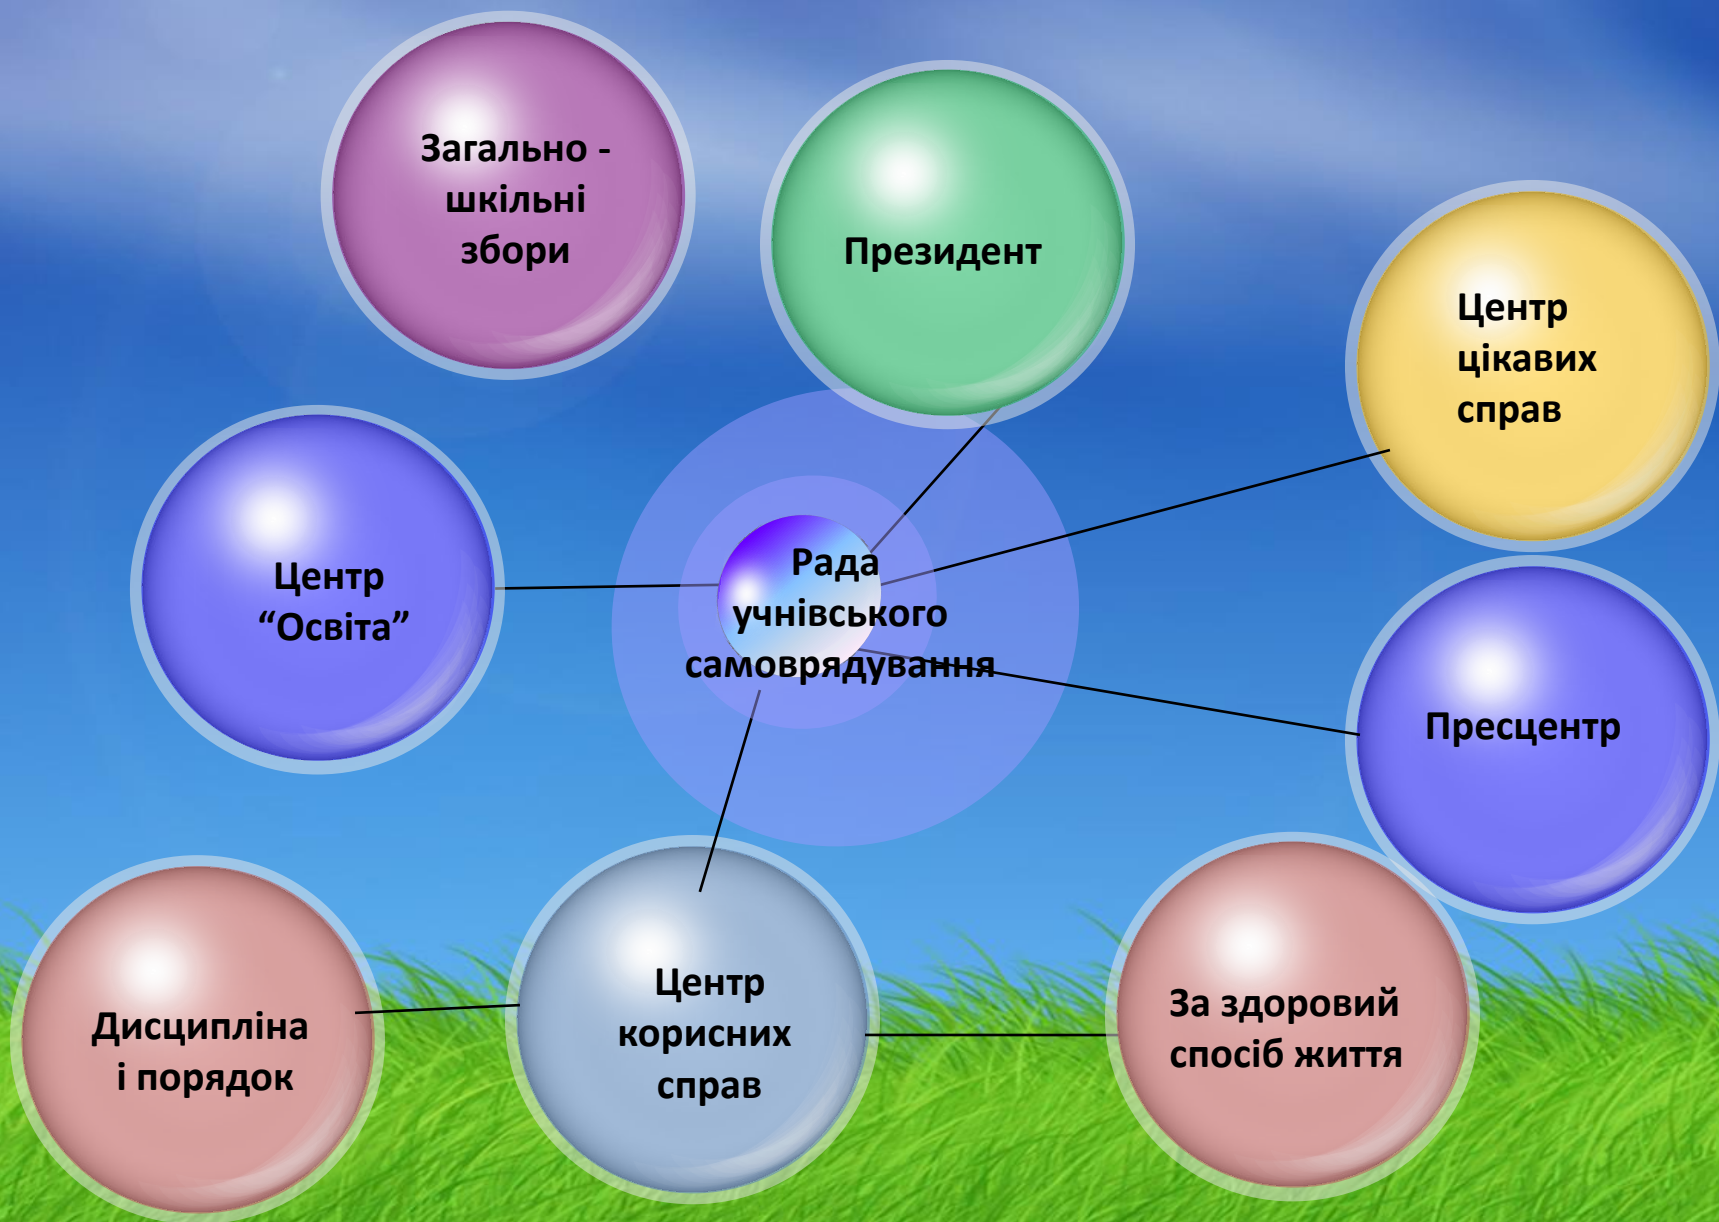 Загально -
шкільні
збори
Президент
Центр
цікавих
справ
Центр
“Освіта”
Рада
учнівського
самоврядування
Пресцентр
Дисципліна
і порядок
Центр
корисних
справ
За здоровий
спосіб життя